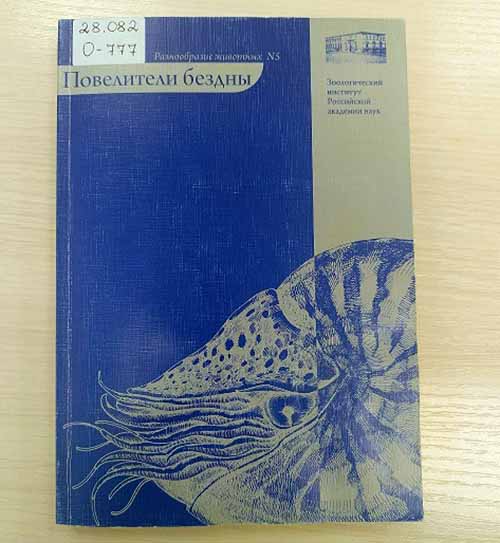 28.082
О-777
Разнообразие животных N5
Повелители бездны
Зоологический
институт
Российской
академии наук